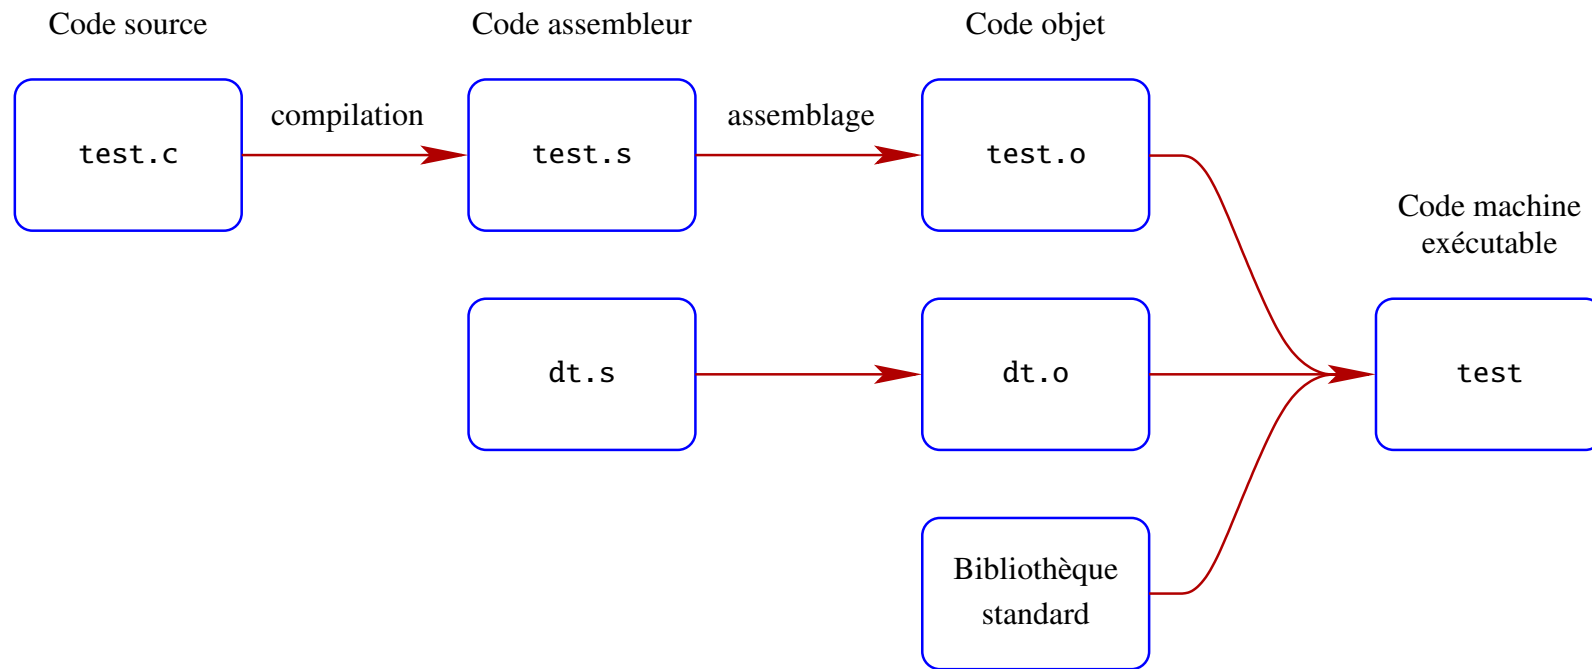 Code source
Code assembleur
Code objet
compilation
assemblage
test.c
test.s
test.o
Code machine
exécutable
dt.s
dt.o
test
Bibliothèque
standard